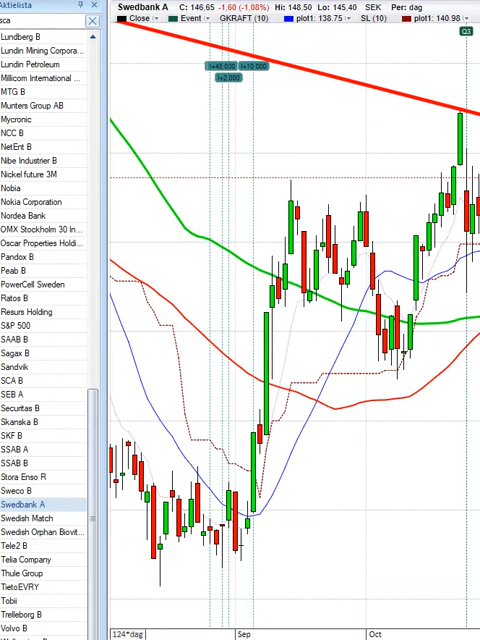 Aktielista
sca
Lundberg B
Lundin Mining Corpora...
Lundin Petroleum
Millicom International ...
MTG B
Munters Group AB
Mycronic
NCC B
NetEnt B
Nibe Industrier B
Nickel future 3M
Nobia
Nokia Corporation
Nordea Bank
OMX Stockholm 30 In...
Oscar Properties Holdi...
Pandox B
Peab B
PowerCell Sweden
Ratos B
Resurs Holding
S&P 500
SAAB B
Sagax B
Sandvik
SCA B
SEB A
Securitas B
Skanska B
SKF B
SSAB A
SSAB B
Stora Enso R
Sweco B
Swedbank A
Swedish Match
Swedish Orphan Biovit...
Tele2 B
Telia Company
Thule Group
TietoEVRY
Tobii
Trelleborg B
Volvo B
Swedbank A C: 146,65 -1,60 (-1,08%) Hi: 148,50 Lo: 145,40 SEK Per: dag
Close Event GKRAFT (10) plot1: 138.75 SL (10) plot1: 140.98
Q3
I+45 000 I+10,000
I+2 000
124*dag Sep Oct